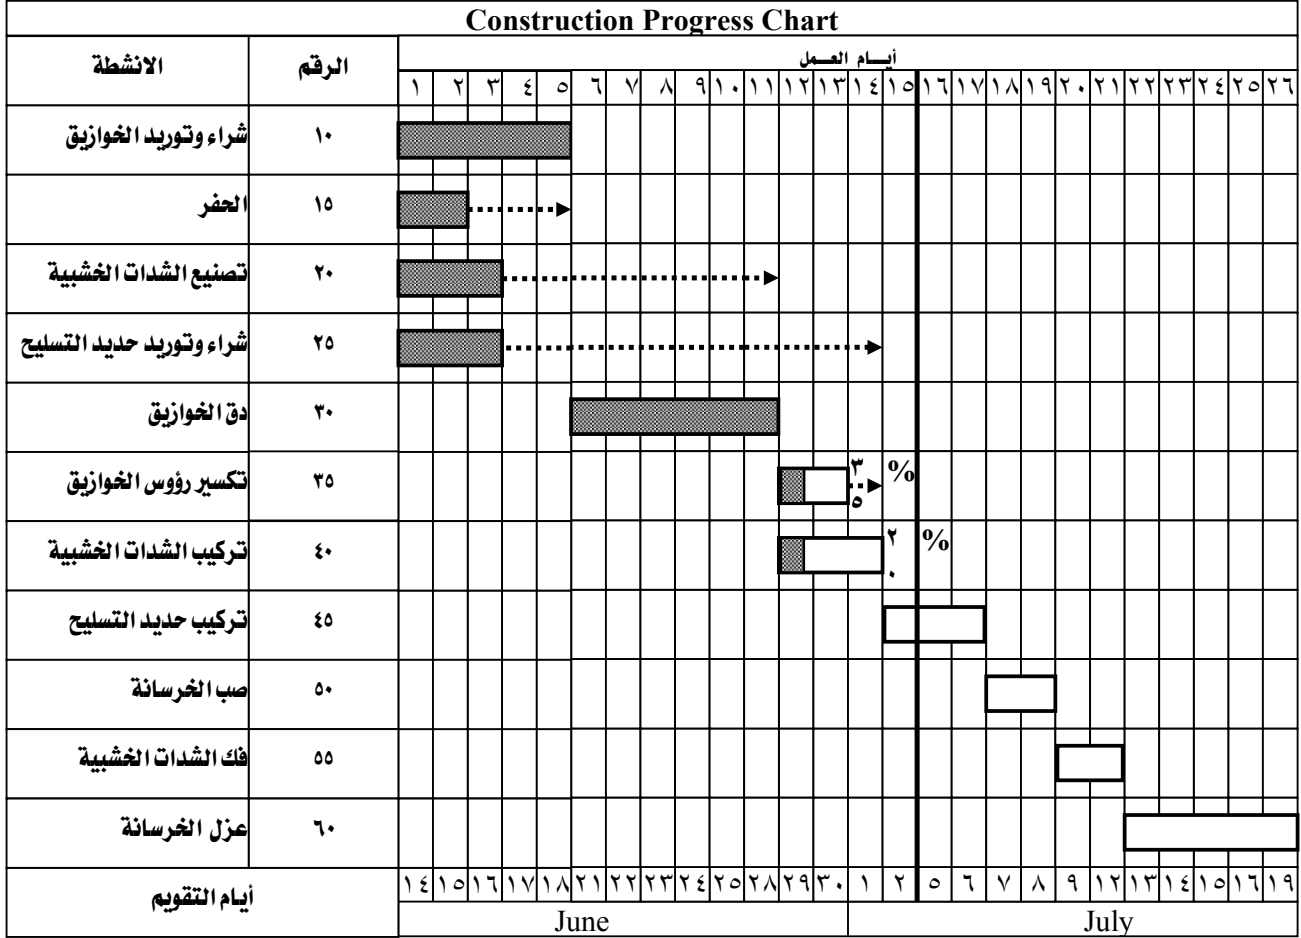 Construction Progress Chart
الانشطة
الرقم
أيـــام العـــمل
١ ٢ ٣ ٤ ٥ ٦ ٧ ٨ ٩ ١٠ ١١ ١٢ ١٣ ١٤ ١٥ ١٦ ١٧ ١٨ ١٩ ٢٠ ٢١ ٢٢ ٢٣ ٢٤ ٢٥ ٢٦
شراء وتوريد الخوازيق ١٠
الحفر ١٥
تصنيع الشدات الخشبية ٢٠
شراء وتوريد حديد التسليح ٢٥
دق الخوازيق ٣٠
تكسير رؤوس الخوازيق ٣٥
٣
٥
%
تركيب الشدات الخشبية ٤٠
٢
٠
%
تركيب حديد التسليح ٤٥
صب الخرسانة ٥٠
فك الشدات الخشبية ٥٥
عزل الخرسانة ٦٠
أيام التقويم
١٤ ١٥ ١٦ ١٧ ١٨ ٢١ ٢٢ ٢٣ ٢٤ ٢٥ ٢٨ ٢٩ ٣٠ ١ ٢ ٥ ٦ ٧ ٨ ٩ ١٢ ١٣ ١٤ ١٥ ١٦ ١٩
June
July